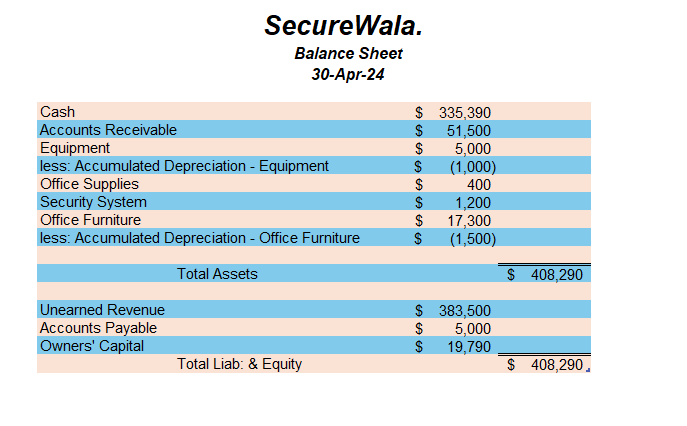 SecureWala.
Balance Sheet
30-Apr-24
Cash $ 335,390
Accounts Receivable $ 51,500
Equipment $ 5,000
less: Accumulated Depreciation - Equipment $ (1,000)
Office Supplies $ 400
Security System $ 1,200
Office Furniture $ 17,300
less: Accumulated Depreciation - Office Furniture $ (1,500)
Total Assets $ 408,290
Unearned Revenue $ 383,500
Accounts Payable $ 5,000
Owners' Capital $ 19,790
Total Liab: & Equity $ 408,290